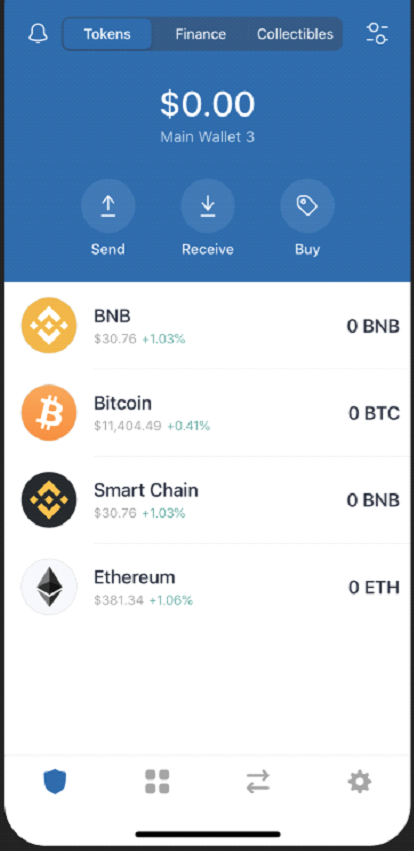 Tokens Finance Collectibles
$0.00
Main Wallet 3
Send Receive Buy
BNB
$30.76 +1.03%
0 BNB
Bitcoin
$11,404.49 +0.41%
0 BTC
Smart Chain
$30.76 +1.03%
0 BNB
Ethereum
$381.34 +1.06%
0 ETH